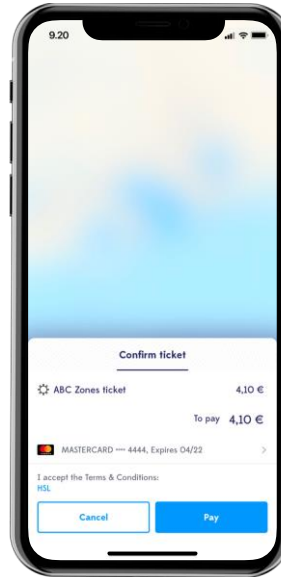 9.20
Confirm ticket
ABC Zones ticket 4,10 €
To pay 4,10 €
MASTERCARD •••• 4444, Expires 04/22
I accept the Terms & Conditions:
HSL
Cancel Pay